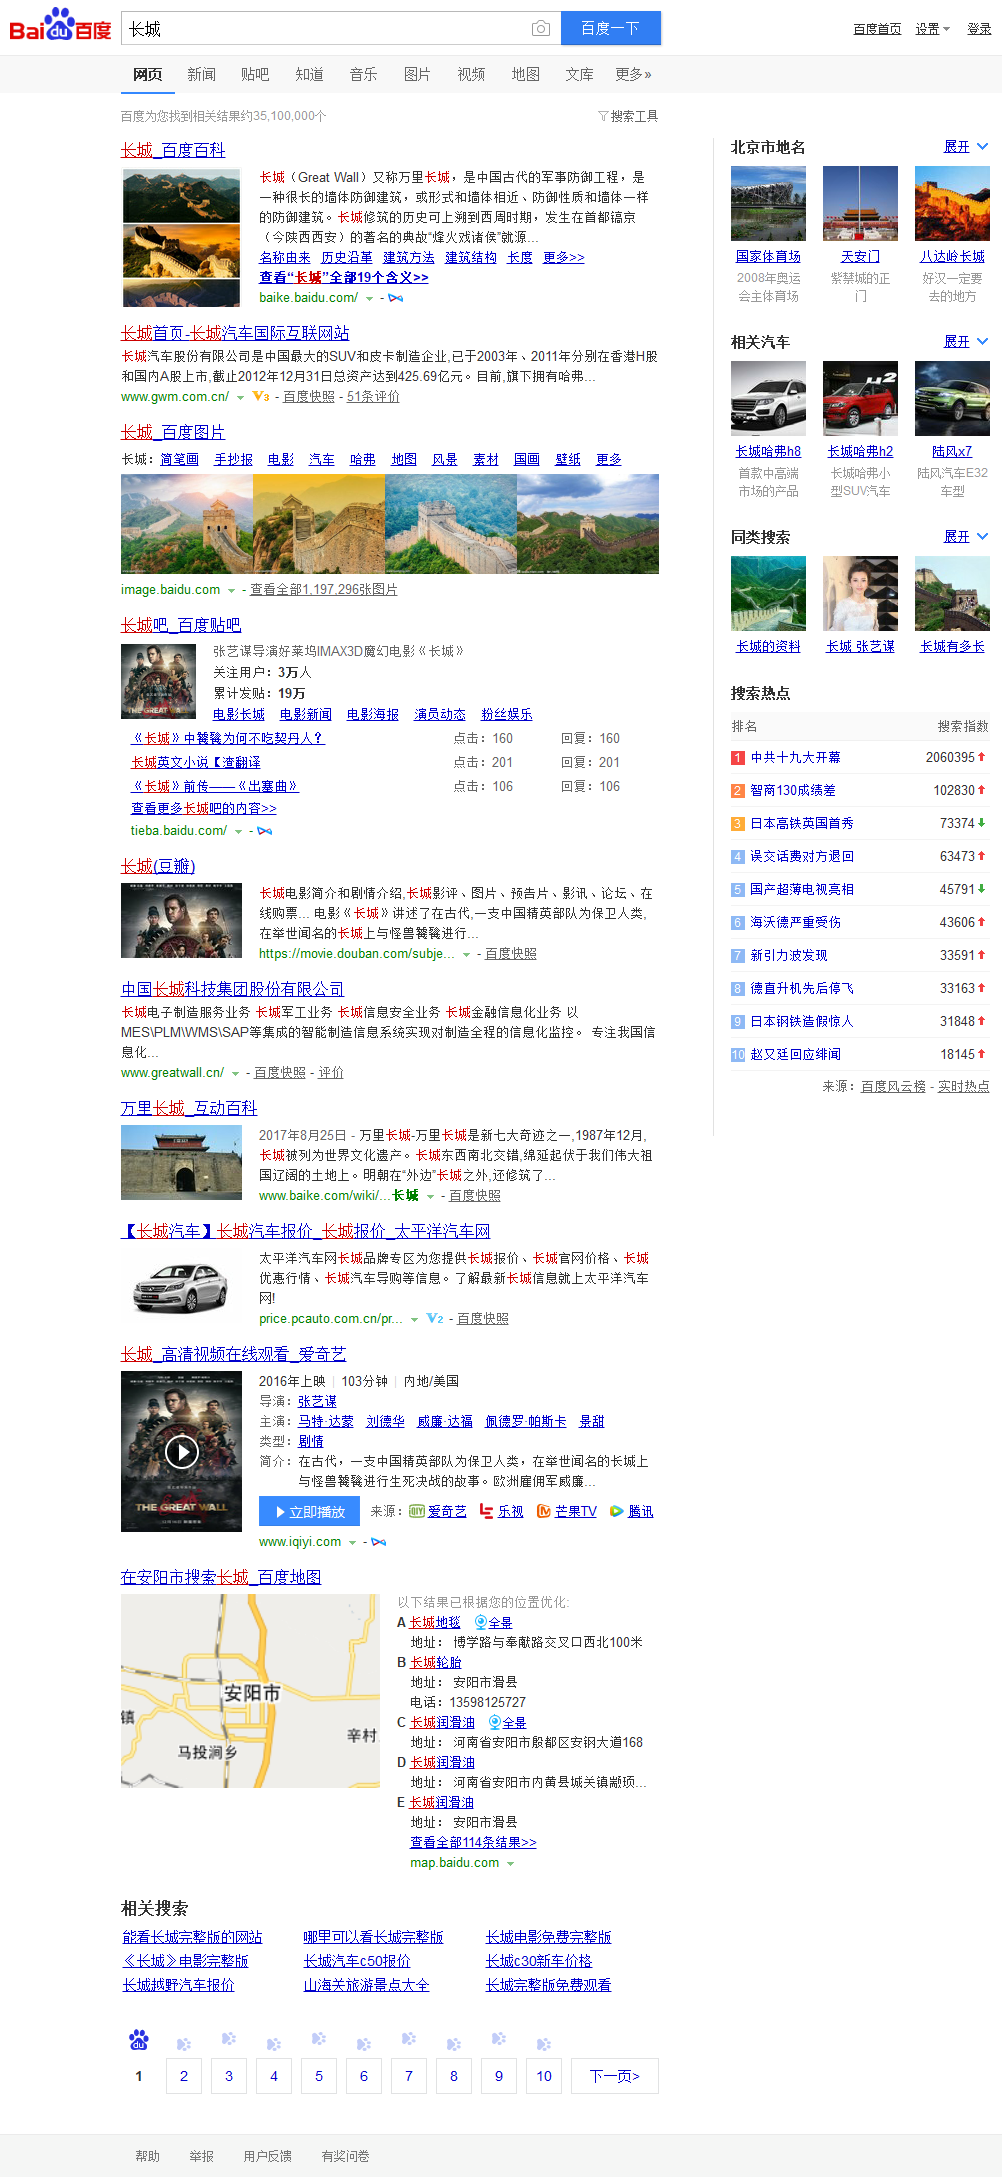 Bai du 百度
长城
百度一下
百度首页 设置 登录
网页 新闻 贴吧 知道 音乐 图片 视频 地图 文库 更多»
百度为您找到相关结果约35,100,000个
搜索工具
长城_百度百科
长城（Great Wall）又称万里长城，是中国古代的军事防御工程，是
一种很长的墙体防御建筑，或形式和墙体相近、防御性质和墙体一样
的防御建筑。长城修筑的历史可上溯到西周时期，发生在首都镐京
（今陕西西安）的著名的典故“烽火戏诸侯”就源...
名称由来 历史沿革 建筑方法 建筑结构 长度 更多>>
查看“长城”全部19个含义>>
baike.baidu.com/ -
长城首页-长城汽车国际互联网站
长城汽车股份有限公司是中国最大的SUV和皮卡制造企业,已于2003年、2011年分别在香港H股
和国内A股上市,截止2012年12月31日总资产达到425.69亿元。目前,旗下拥有哈弗...
www.gwm.com.cn/ V3 - 百度快照 - 51条评价
长城_百度图片
长城： 简笔画 手抄报 电影 汽车 哈弗 地图 风景 素材 国画 壁纸 更多
image.baidu.com - 查看全部1,197,296张图片
长城吧_百度贴吧
张艺谋导演好莱坞IMAX3D魔幻电影《长城》
关注用户：3万人
累计发贴：19万
电影长城 电影新闻 电影海报 演员动态 粉丝娱乐
《长城》中饕餮为何不吃契丹人？ 点击：160 回复：160
长城英文小说【渣翻译 点击：201 回复：201
《长城》前传——《出塞曲》 点击：106 回复：106
查看更多长城吧的内容>>
tieba.baidu.com/ -
长城(豆瓣)
长城电影简介和剧情介绍,长城影评、图片、预告片、影讯、论坛、在
线购票... 电影《长城》讲述了在古代,一支中国精英部队为保卫人类,
在举世闻名的长城上与怪兽饕餮进行...
https://movie.douban.com/subje... - 百度快照
中国长城科技集团股份有限公司
长城电子制造服务业务 长城军工业务 长城信息安全业务 长城金融信息化业务 以
MES\PLM\WMS\SAP等集成的智能制造信息系统实现对制造全程的信息化监控。 专注我国信
息化...
www.greatwall.cn/ - 百度快照 - 评价
万里长城_互动百科
2017年8月25日 - 万里长城-万里长城是新七大奇迹之一,1987年12月,
长城被列为世界文化遗产。长城东西南北交错,绵延起伏于我们伟大祖
国辽阔的土地上。明朝在“外边”长城之外,还修筑了...
www.baike.com/wiki/...长城 - 百度快照
【长城汽车】长城汽车报价_长城报价_太平洋汽车网
太平洋汽车网长城品牌专区为您提供长城报价、长城官网价格、长城
优惠行情、长城汽车导购等信息。了解最新长城信息就上太平洋汽车
网!
price.pcauto.com.cn/pr... V2 - 百度快照
长城_高清视频在线观看_爱奇艺
THE GREAT WALL
2016年上映 | 103分钟 | 内地/美国
导演：张艺谋
主演：马特·达蒙 刘德华 威廉·达福 佩德罗·帕斯卡 景甜
类型：剧情
简介：在古代，一支中国精英部队为保卫人类，在举世闻名的长城上
与怪兽饕餮进行生死决战的故事。欧洲雇佣军威廉...
立即播放 来源： 爱奇艺 乐视 芒果TV 腾讯
www.iqiyi.com -
在安阳市搜索长城_百度地图
安阳市
镇
辛村
马投涧乡
以下结果已根据您的位置优化:
A 长城地毯 全景
地址： 博学路与奉献路交叉口西北100米
B 长城轮胎
地址： 安阳市滑县
电话：13598125727
C 长城润滑油 全景
地址： 河南省安阳市殷都区安钢大道168
D 长城润滑油
地址： 河南省安阳市内黄县城关镇颛顼...
E 长城润滑油
地址： 安阳市滑县
查看全部114条结果>>
map.baidu.com
相关搜索
能看长城完整版的网站 哪里可以看长城完整版 长城电影免费完整版
《长城》电影完整版 长城汽车c50报价 长城c30新车价格
长城越野汽车报价 山海关旅游景点大全 长城完整版免费观看
1 2 3 4 5 6 7 8 9 10 下一页>
帮助 举报 用户反馈 有奖问卷
北京市地名 展开
国家体育场 天安门 八达岭长城
2008年奥运 紫禁城的正 好汉一定要
会主体育场 门 去的地方
相关汽车 展开
长城哈弗h8 长城哈弗h2 陆风x7
首款中高端 长城哈弗小 陆风汽车E32
市场的产品 型SUV汽车 车型
同类搜索 展开
长城的资料 长城 张艺谋 长城有多长
搜索热点
排名 搜索指数
1 中共十九大开幕 2060395
2 智商130成绩差 102830
3 日本高铁英国首秀 73374
4 误交话费对方退回 63473
5 国产超薄电视亮相 45791
6 海沃德严重受伤 43606
7 新引力波发现 33591
8 德直升机先后停飞 33163
9 日本钢铁造假惊人 31848
10 赵又廷回应绯闻 18145
来源：百度风云榜 - 实时热点